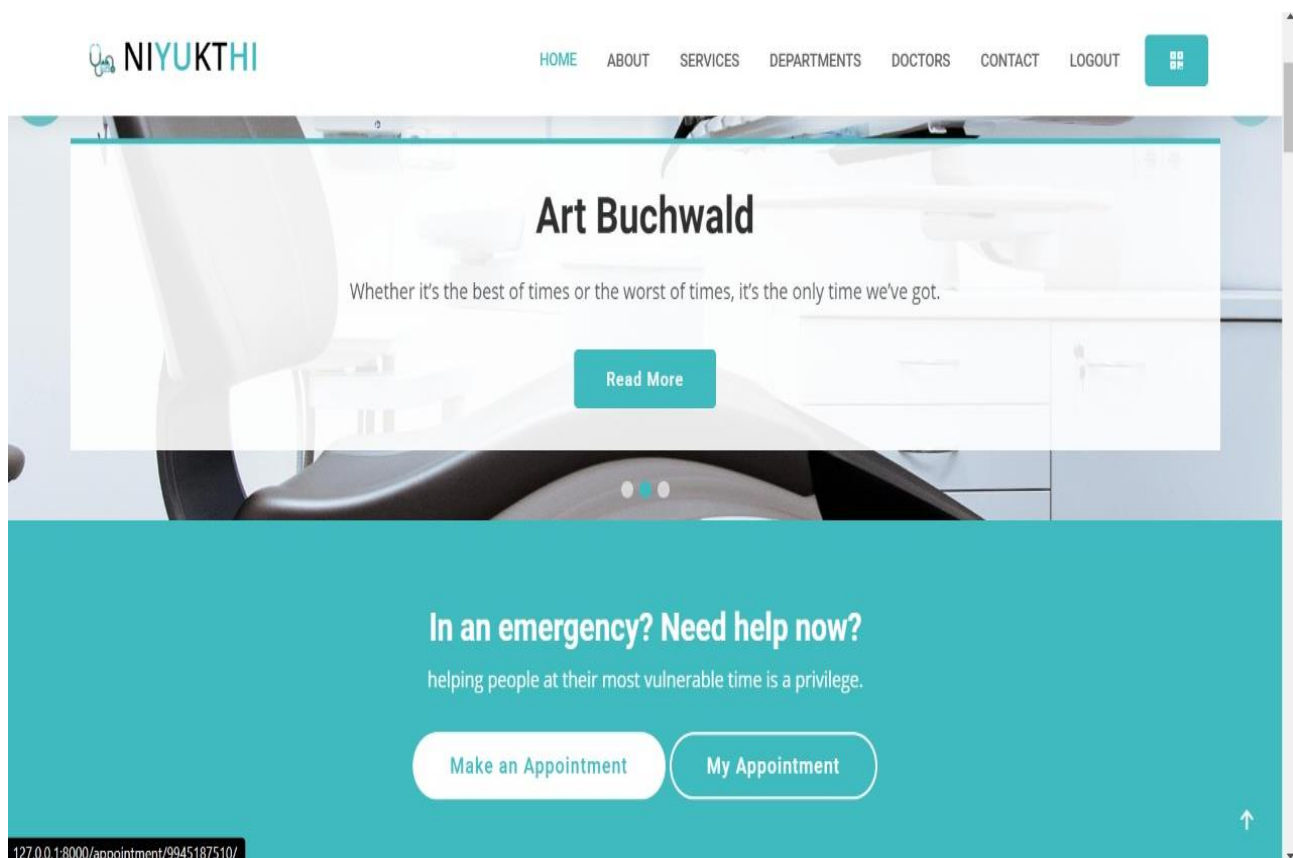 NIYUKTHI
HOME ABOUT SERVICES DEPARTMENTS DOCTORS CONTACT LOGOUT
Art Buchwald
Whether it's the best of times or the worst of times, it's the only time we've got.
Read More
In an emergency? Need help now?
helping people at their most vulnerable time is a privilege.
Make an Appointment My Appointment
127.0.0.1:8000/appointment/9945187510/